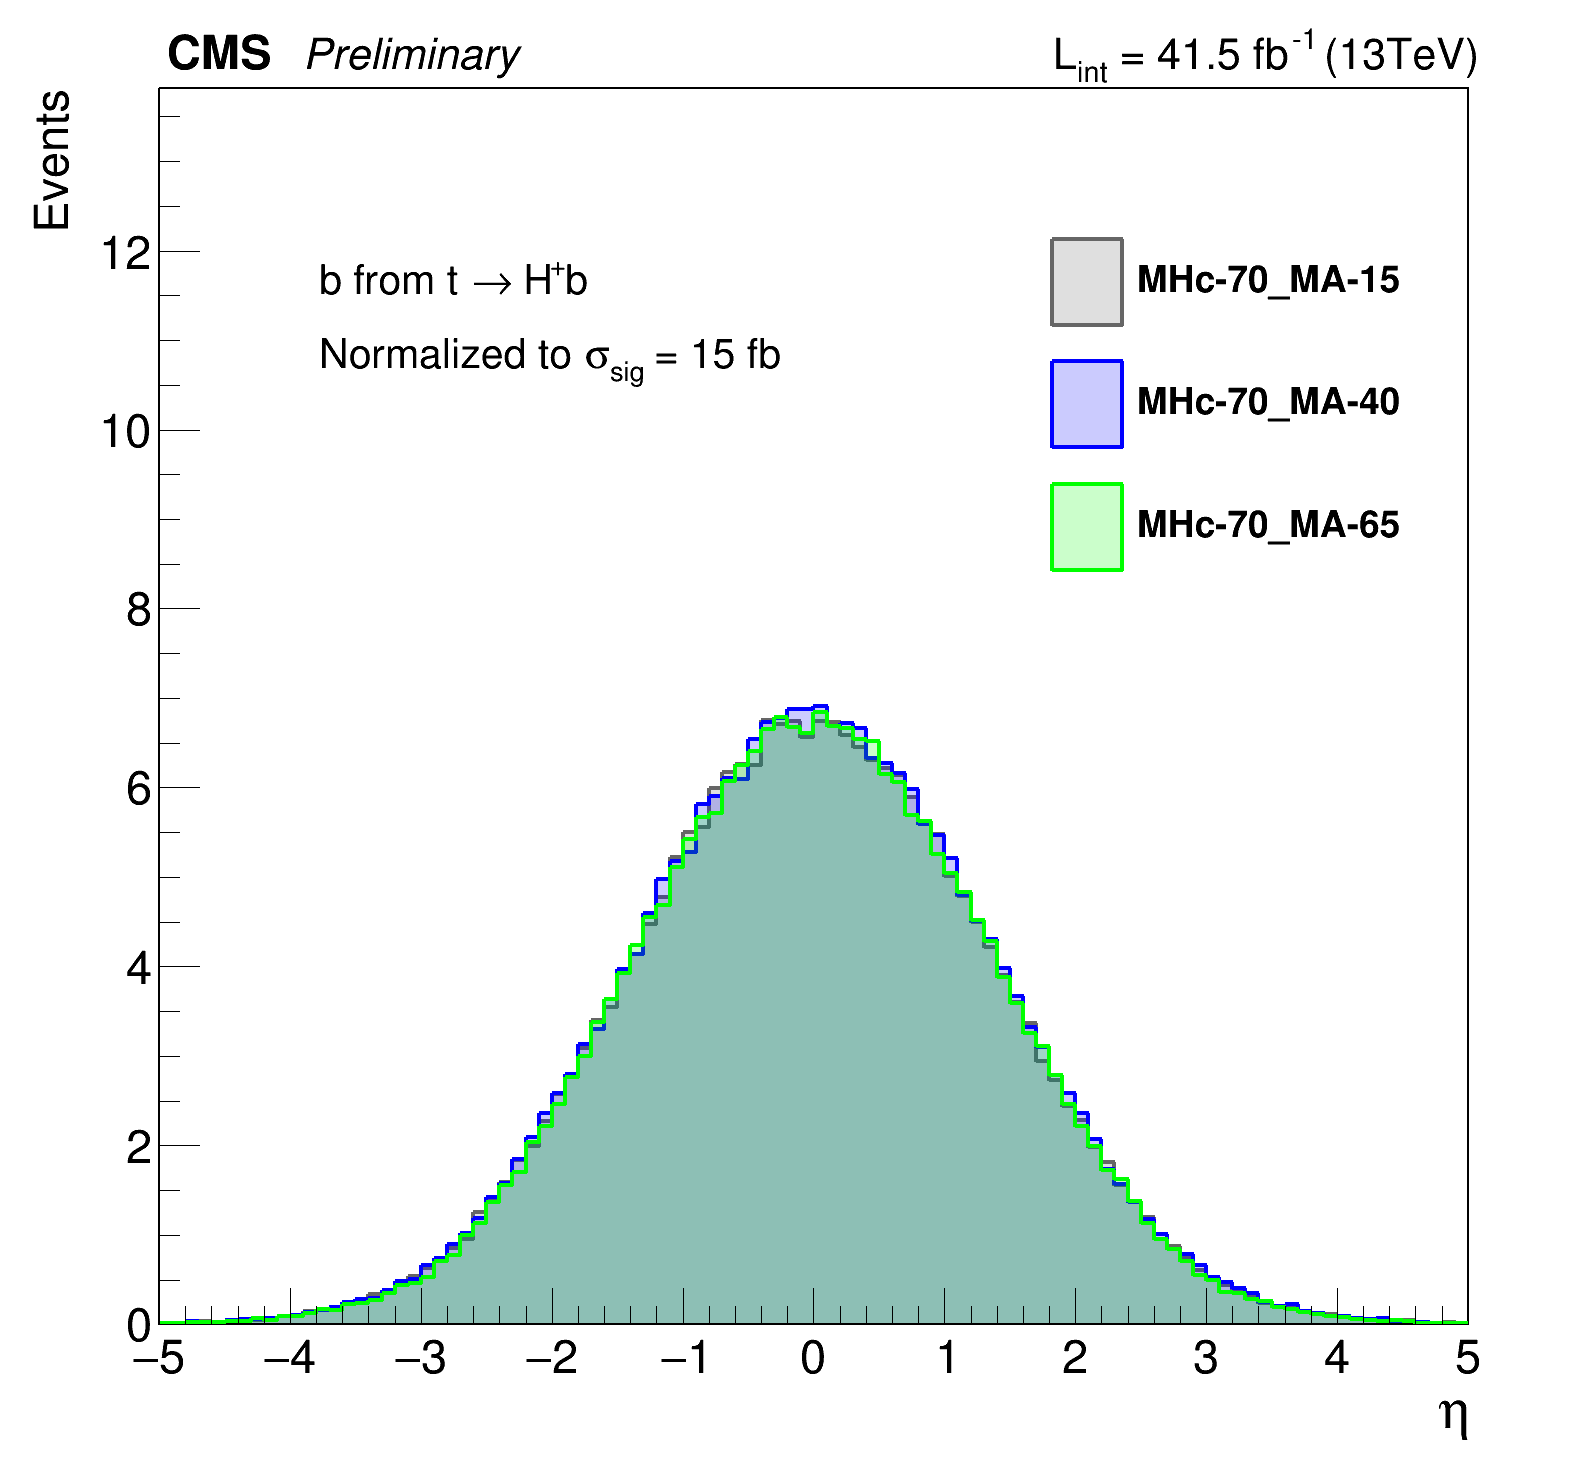 CMS Preliminary
L_int = 41.5 fb^-1 (13TeV)
Events
b from t → H⁺b
Normalized to σ_sig = 15 fb
MHc-70_MA-15
MHc-70_MA-40
MHc-70_MA-65
12
10
8
6
4
2
0
−5 −4 −3 −2 −1 0 1 2 3 4 5
η